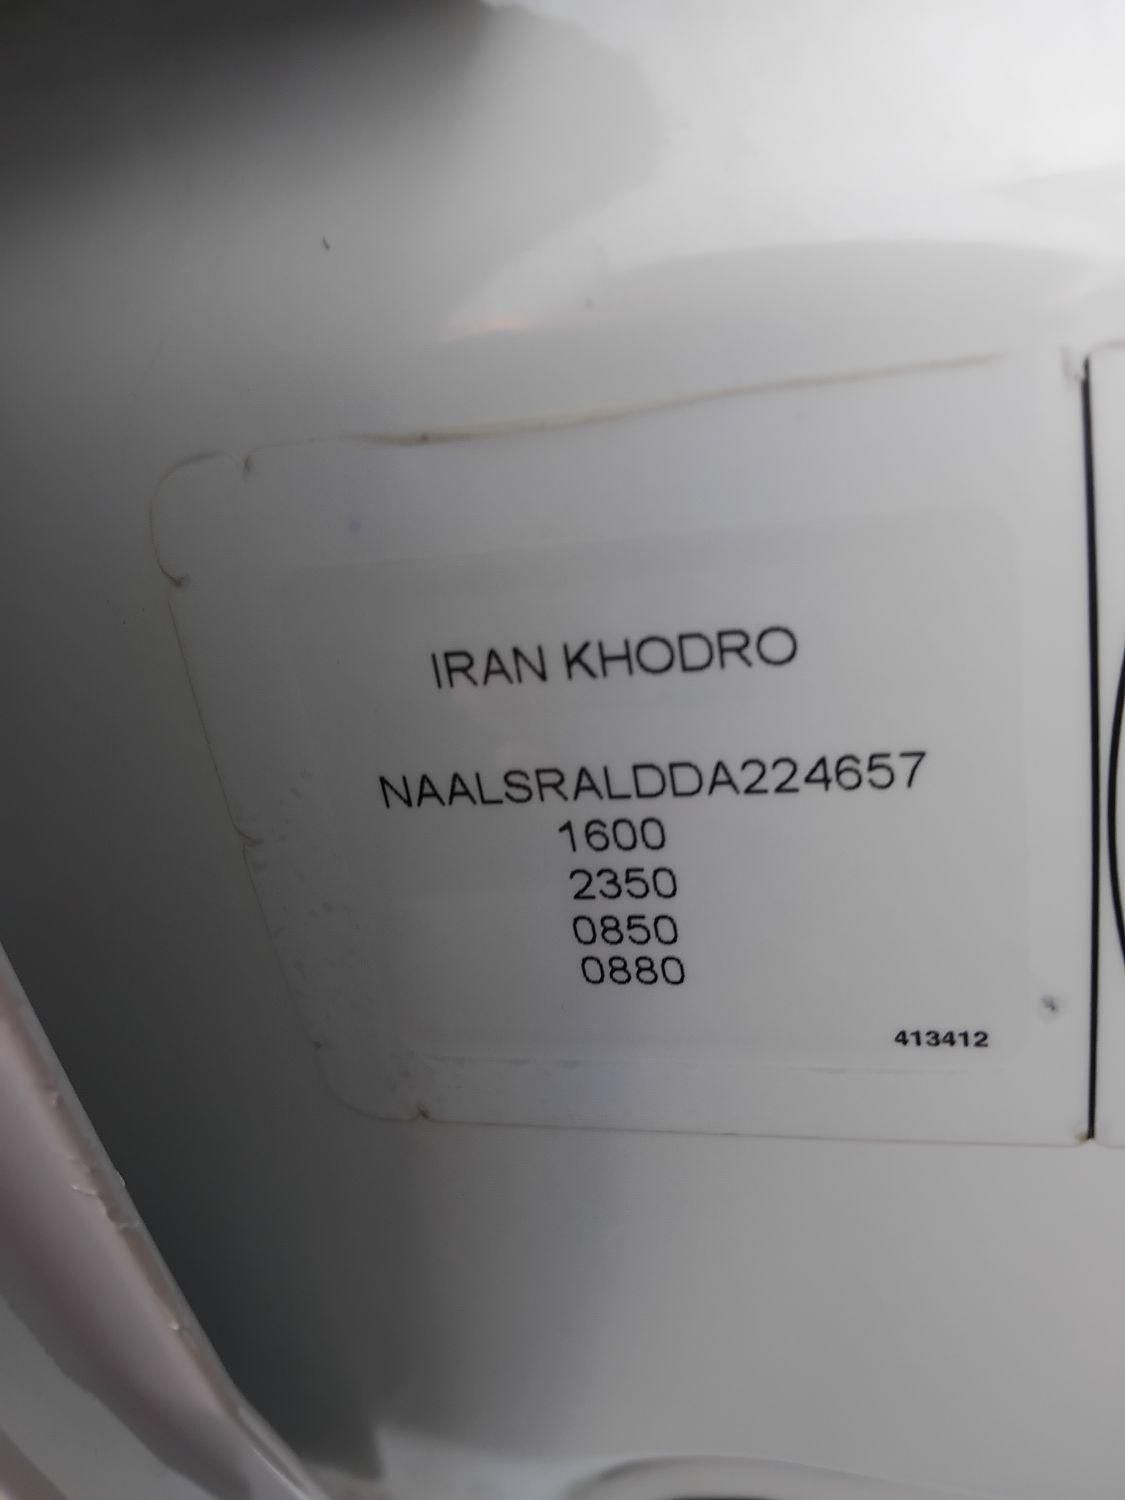 IRAN KHODRO
NAALSRALDDA224657
1600
2350
0850
0880
413412